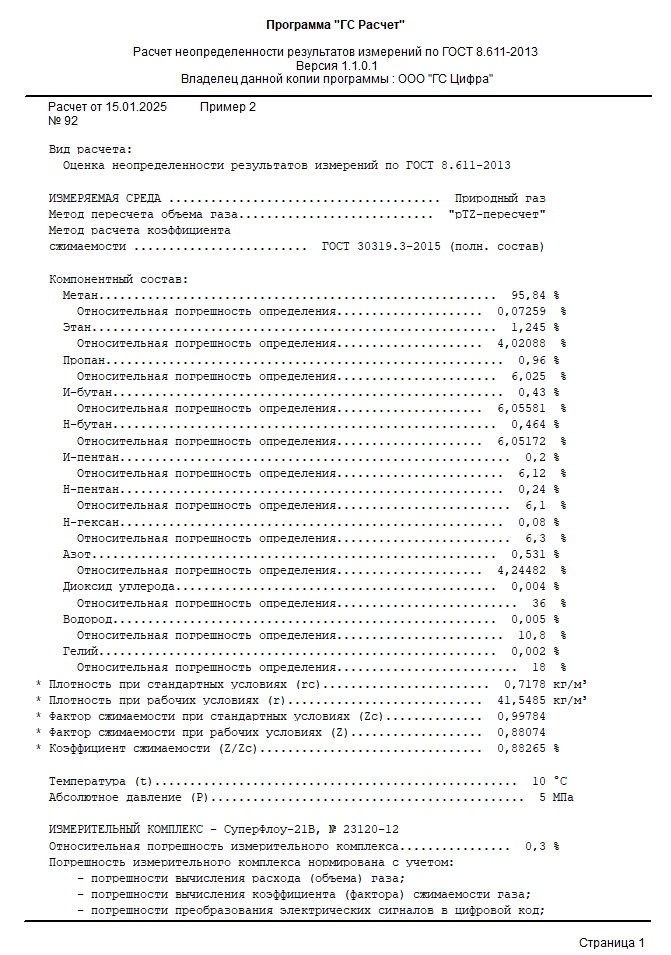 Программа "ГС Расчет"
Расчет неопределенности результатов измерений по ГОСТ 8.611-2013
Версия 1.1.0.1
Владелец данной копии программы : ООО "ГС Цифра"
Расчет от 15.01.2025 Пример 2
№ 92
Вид расчета:
Оценка неопределенности результатов измерений по ГОСТ 8.611-2013
ИЗМЕРЯЕМАЯ СРЕДА ....................................... Природный газ
Метод пересчета объема газа............................ "pTZ-пересчет"
Метод расчета коэффициента
сжимаемости ......................... ГОСТ 30319.3-2015 (полн. состав)
Компонентный состав:
Метан......................................................... 95,84 %
Относительная погрешность определения..................... 0,07259 %
Этан.......................................................... 1,245 %
Относительная погрешность определения..................... 4,02088 %
Пропан......................................................... 0,96 %
Относительная погрешность определения....................... 6,025 %
И-бутан........................................................ 0,43 %
Относительная погрешность определения..................... 6,05581 %
Н-бутан....................................................... 0,464 %
Относительная погрешность определения..................... 6,05172 %
И-пентан........................................................ 0,2 %
Относительная погрешность определения........................ 6,12 %
Н-пентан....................................................... 0,24 %
Относительная погрешность определения......................... 6,1 %
Н-гексан....................................................... 0,08 %
Относительная погрешность определения......................... 6,3 %
Азот.......................................................... 0,531 %
Относительная погрешность определения..................... 4,24482 %
Диоксид углерода.............................................. 0,004 %
Относительная погрешность определения.......................... 36 %
Водород....................................................... 0,005 %
Относительная погрешность определения........................ 10,8 %
Гелий......................................................... 0,002 %
Относительная погрешность определения.......................... 18 %
* Плотность при стандартных условиях (rc)........................ 0,7178 кг/м³
* Плотность при рабочих условиях (r)............................ 41,5485 кг/м³
* Фактор сжимаемости при стандартных условиях (Zc).............. 0,99784
* Фактор сжимаемости при рабочих условиях (Z)................... 0,88074
* Коэффициент сжимаемости (Z/Zc)................................ 0,88265 %
Температура (t).................................................... 10 °C
Абсолютное давление (P)............................................. 5 МПа
ИЗМЕРИТЕЛЬНЫЙ КОМПЛЕКС - СуперФлоу-21В, № 23120-12
Относительная погрешность измерительного комплекса................ 0,3 %
Погрешность измерительного комплекса нормирована с учетом:
- погрешности вычисления расхода (объема) газа;
- погрешности вычисления коэффициента (фактора) сжимаемости газа;
- погрешности преобразования электрических сигналов в цифровой код;
Страница 1